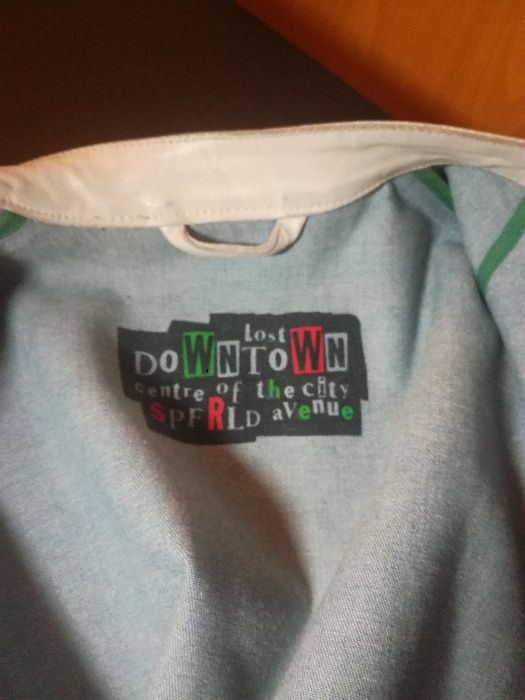 Lost
DoWnToWN
centre of the city
SPFRLD aVenue